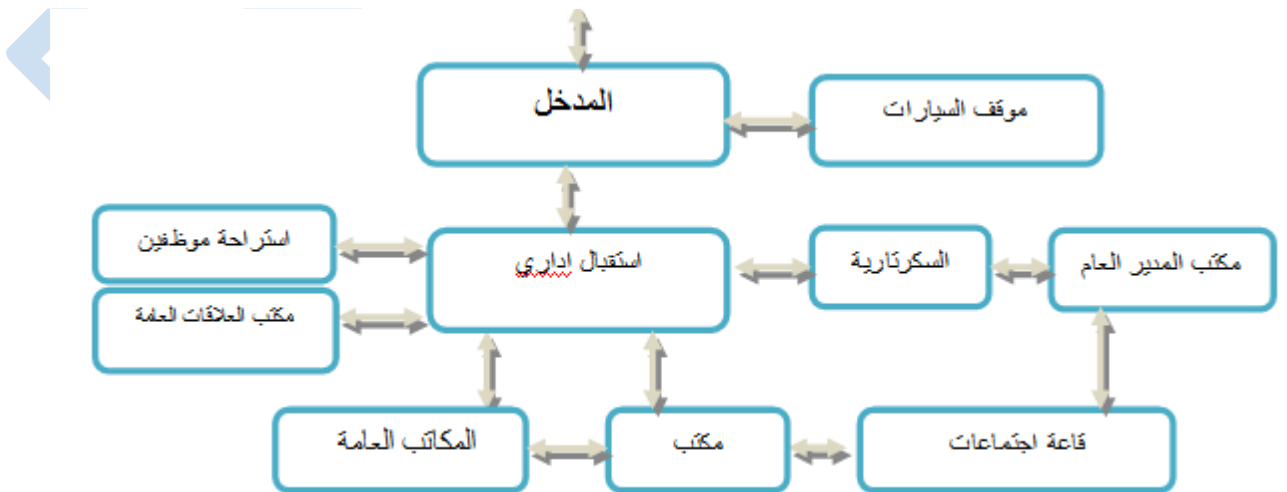 المدخل
موقف السيارات
استراحة موظفين
استقبال اداري
السكرتارية
مكتب المدير العام
مكتب العلاقات العامة
المكاتب العامة
مكتب
قاعة اجتماعات